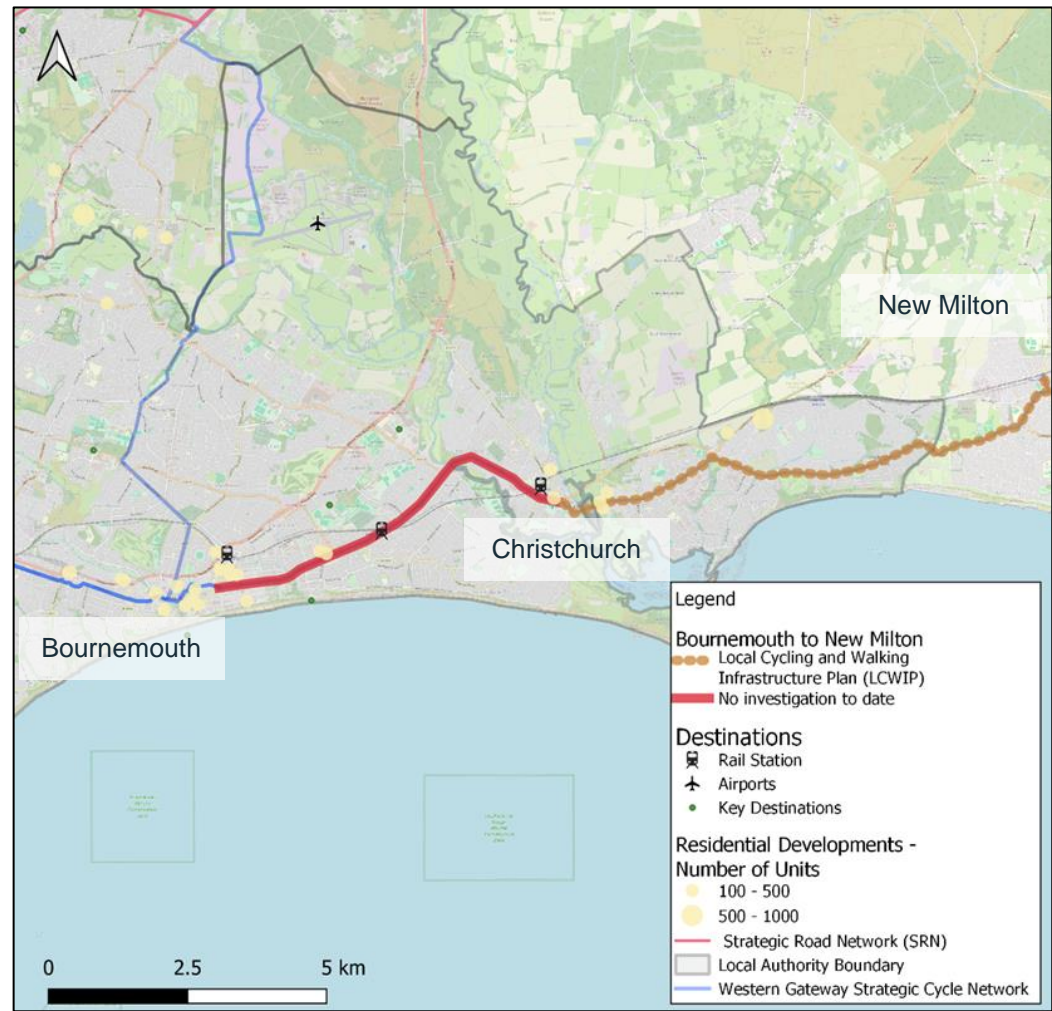 New Milton
Christchurch
Bournemouth
Legend
Bournemouth to New Milton
Local Cycling and Walking
Infrastructure Plan (LCWIP)
No investigation to date
Destinations
Rail Station
Airports
Key Destinations
Residential Developments -
Number of Units
100 - 500
500 - 1000
Strategic Road Network (SRN)
Local Authority Boundary
Western Gateway Strategic Cycle Network
0 2.5 5 km